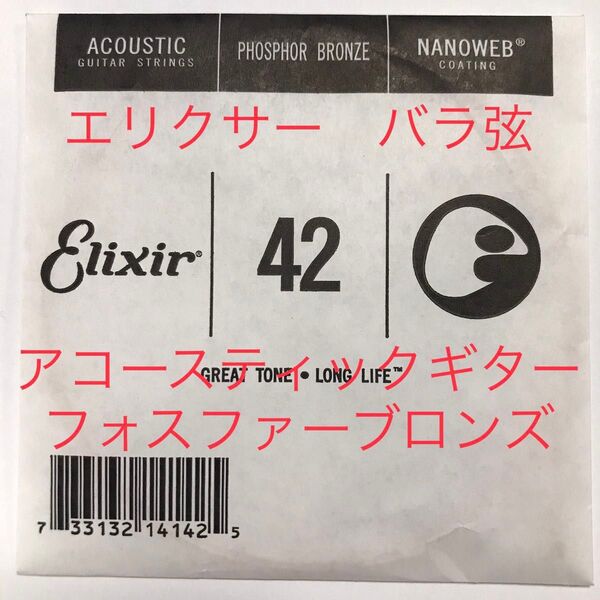 ACOUSTIC
GUITAR STRINGS
PHOSPHOR BRONZE
NANOWEB®
COATING
エリクサー　バラ弦
Elixir®
42
アコースティックギター
GREAT TONE • LONG LIFE™
フォスファーブロンズ
7 33132 14142 5